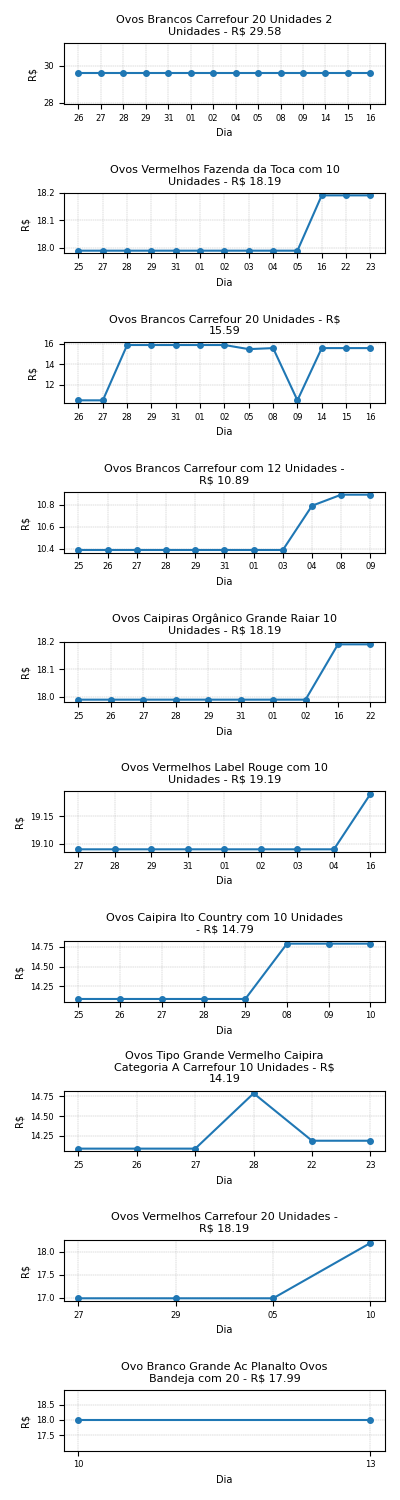 Ovos Brancos Carrefour 20 Unidades 2
Unidades - R$ 29.58
30
28
R$
26 27 28 29 31 01 02 04 05 08 09 14 15 16
Dia
Ovos Vermelhos Fazenda da Toca com 10
Unidades - R$ 18.19
18.2
18.1
18.0
R$
25 27 28 29 31 01 02 03 04 05 16 22 23
Dia
Ovos Brancos Carrefour 20 Unidades - R$
15.59
16
14
12
R$
26 27 28 29 31 01 02 05 08 09 14 15 16
Dia
Ovos Brancos Carrefour com 12 Unidades -
R$ 10.89
10.8
10.6
10.4
R$
25 26 27 28 29 31 01 03 04 08 09
Dia
Ovos Caipiras Orgânico Grande Raiar 10
Unidades - R$ 18.19
18.2
18.1
18.0
R$
25 26 27 28 29 31 01 02 16 22
Dia
Ovos Vermelhos Label Rouge com 10
Unidades - R$ 19.19
19.15
19.10
R$
27 28 29 31 01 02 03 04 16
Dia
Ovos Caipira Ito Country com 10 Unidades
- R$ 14.79
14.75
14.50
14.25
R$
25 26 27 28 29 08 09 10
Dia
Ovos Tipo Grande Vermelho Caipira
Categoria A Carrefour 10 Unidades - R$
14.19
14.75
14.50
14.25
R$
25 26 27 28 22 23
Dia
Ovos Vermelhos Carrefour 20 Unidades -
R$ 18.19
18.0
17.5
17.0
R$
27 29 05 10
Dia
Ovo Branco Grande Ac Planalto Ovos
Bandeja com 20 - R$ 17.99
18.5
18.0
17.5
R$
10 13
Dia